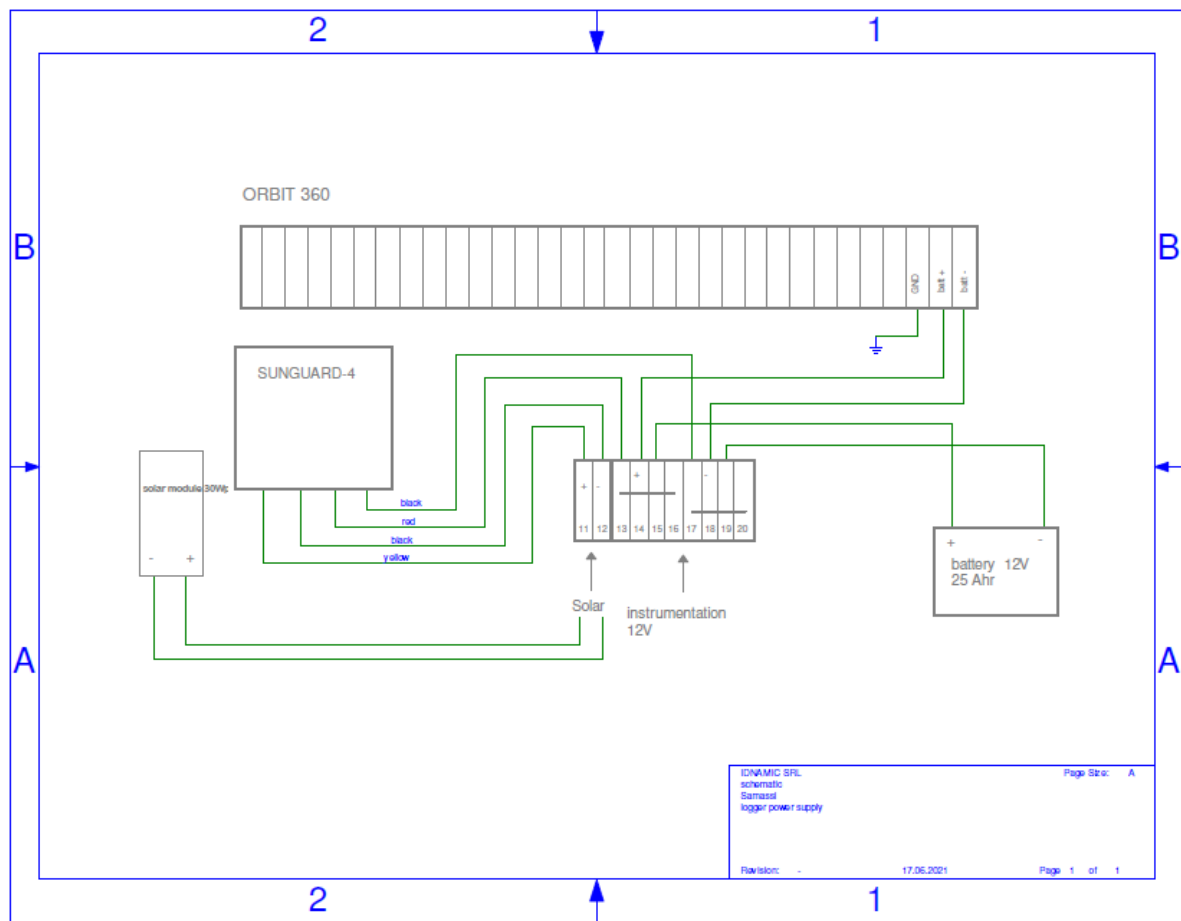 2 1
ORBIT 360
B B
GND batt + batt -
SUNGUARD-4
solar module 30Wp
- +
black
red
black
yellow
+ - + -
11 12 13 14 15 16 17 18 19 20
+ -
battery 12V
25 Ahr
Solar
instrumentation
12V
A A
IDNAMIC SRL Page Size: A
schematic
Samassi
logger power supply
Revision: - 17.06.2021 Page 1 of 1
2 1